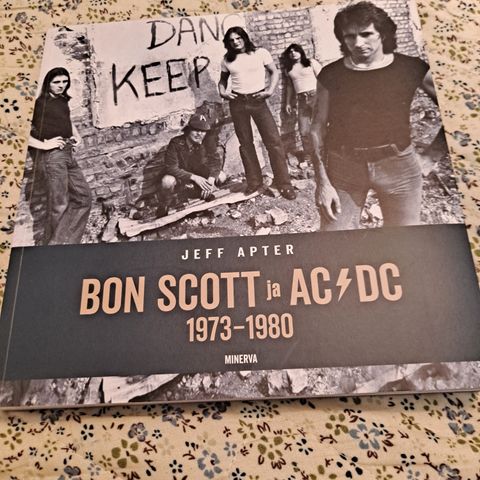 DANG
KEEP
JEFF APTER
BON SCOTT ja AC⚡DC
1973–1980
MINERVA